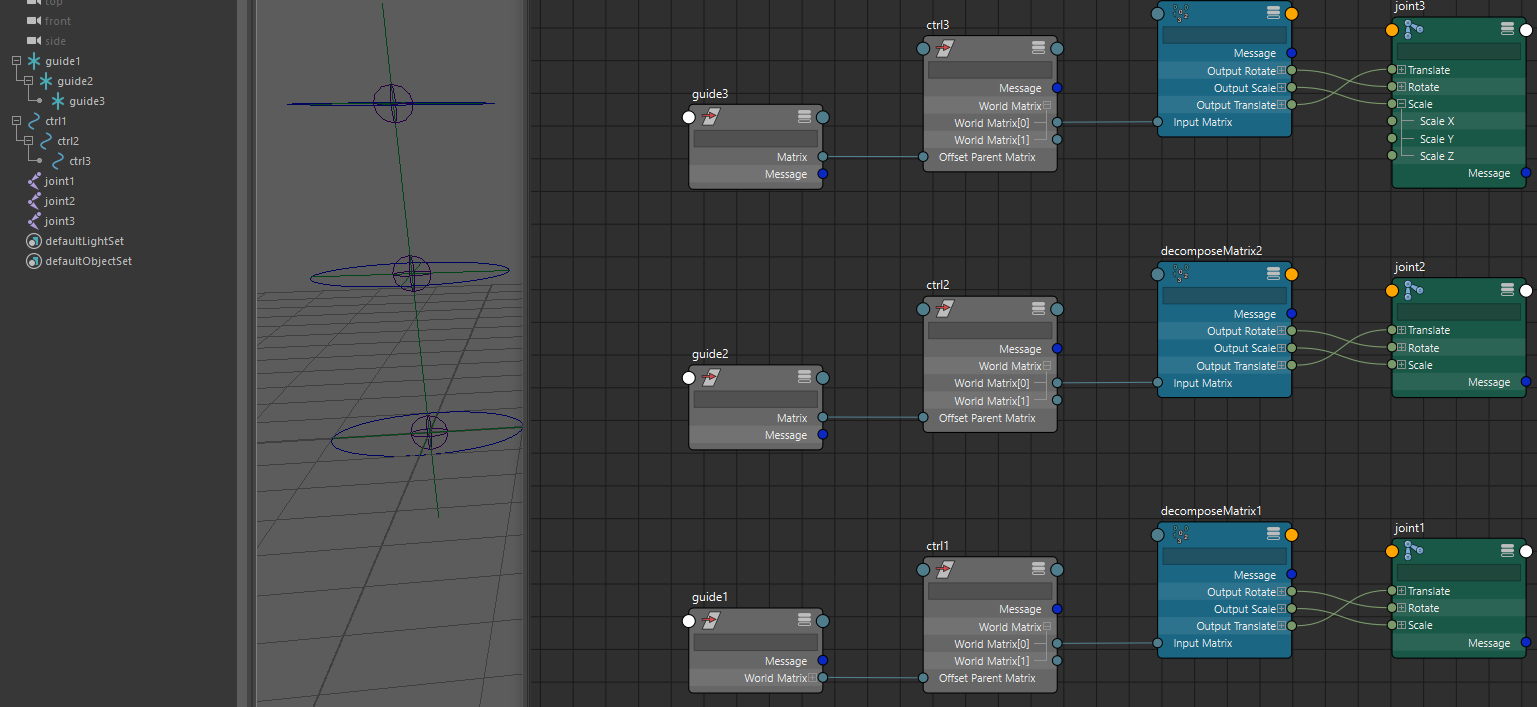 top
front
side
guide1
guide2
guide3
ctrl1
ctrl2
ctrl3
joint1
joint2
joint3
defaultLightSet
defaultObjectSet
guide3
Matrix
Message
ctrl3
Message
World Matrix
World Matrix[0]
World Matrix[1]
Offset Parent Matrix
Message
Output Rotate
Output Scale
Output Translate
Input Matrix
joint3
Translate
Rotate
Scale
Scale X
Scale Y
Scale Z
Message
guide2
Matrix
Message
ctrl2
Message
World Matrix
World Matrix[0]
World Matrix[1]
Offset Parent Matrix
decomposeMatrix2
Message
Output Rotate
Output Scale
Output Translate
Input Matrix
joint2
Translate
Rotate
Scale
Message
guide1
Message
World Matrix
ctrl1
Message
World Matrix
World Matrix[0]
World Matrix[1]
Offset Parent Matrix
decomposeMatrix1
Message
Output Rotate
Output Scale
Output Translate
Input Matrix
joint1
Translate
Rotate
Scale
Message